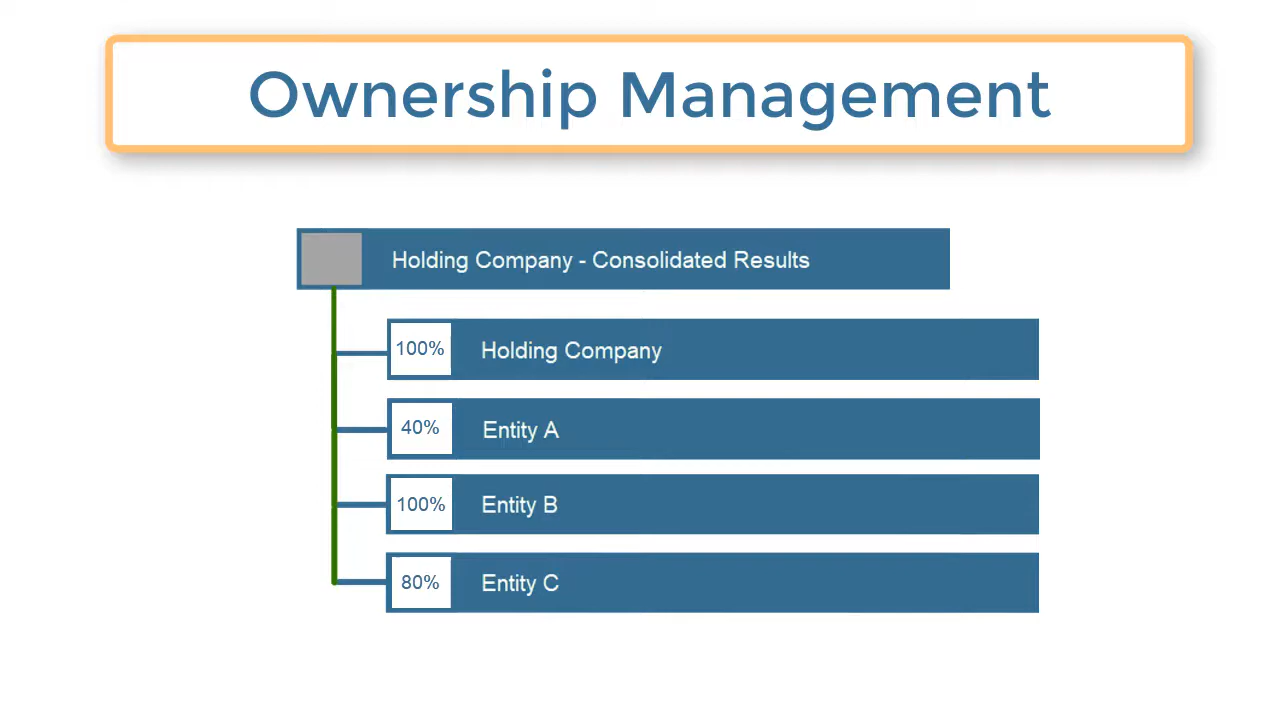 Ownership Management
Holding Company - Consolidated Results
100% Holding Company
40% Entity A
100% Entity B
80% Entity C